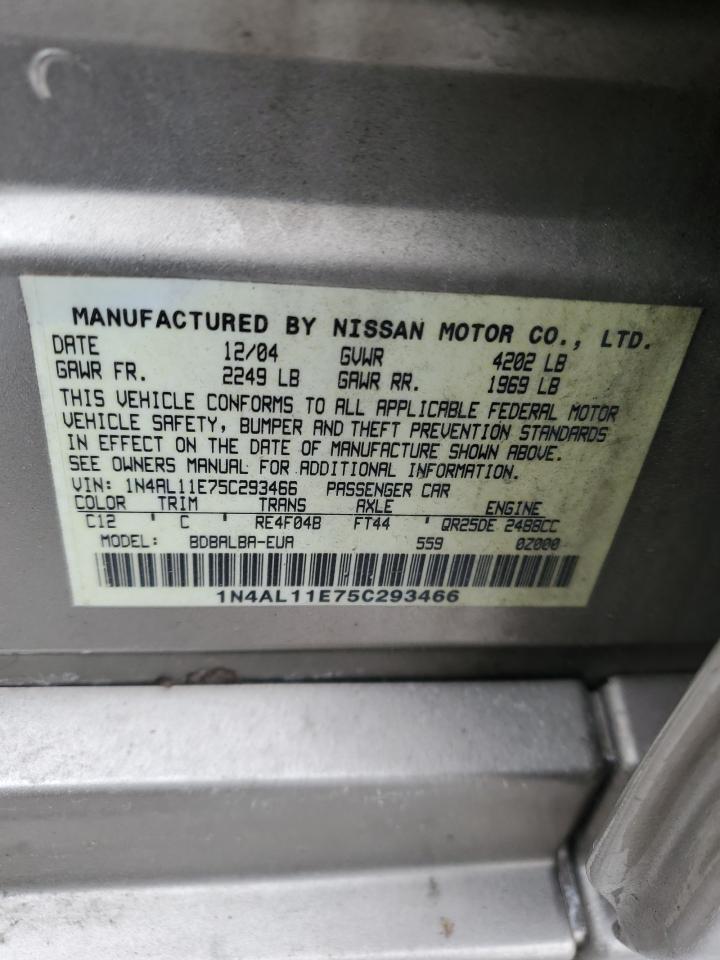 MANUFACTURED BY NISSAN MOTOR CO., LTD.
DATE 12/04 GVWR 4202 LB
GAWR FR. 2249 LB GAWR RR. 1969 LB
THIS VEHICLE CONFORMS TO ALL APPLICABLE FEDERAL MOTOR
VEHICLE SAFETY, BUMPER AND THEFT PREVENTION STANDARDS
IN EFFECT ON THE DATE OF MANUFACTURE SHOWN ABOVE.
SEE OWNERS MANUAL FOR ADDITIONAL INFORMATION.
VIN: 1N4AL11E75C293466 PASSENGER CAR
COLOR TRIM TRANS AXLE ENGINE
C12 ' C ' RE4F04B FT44 QR25DE 2488CC
MODEL: BDBALBA-EUA 559 0Z000
1N4AL11E75C293466